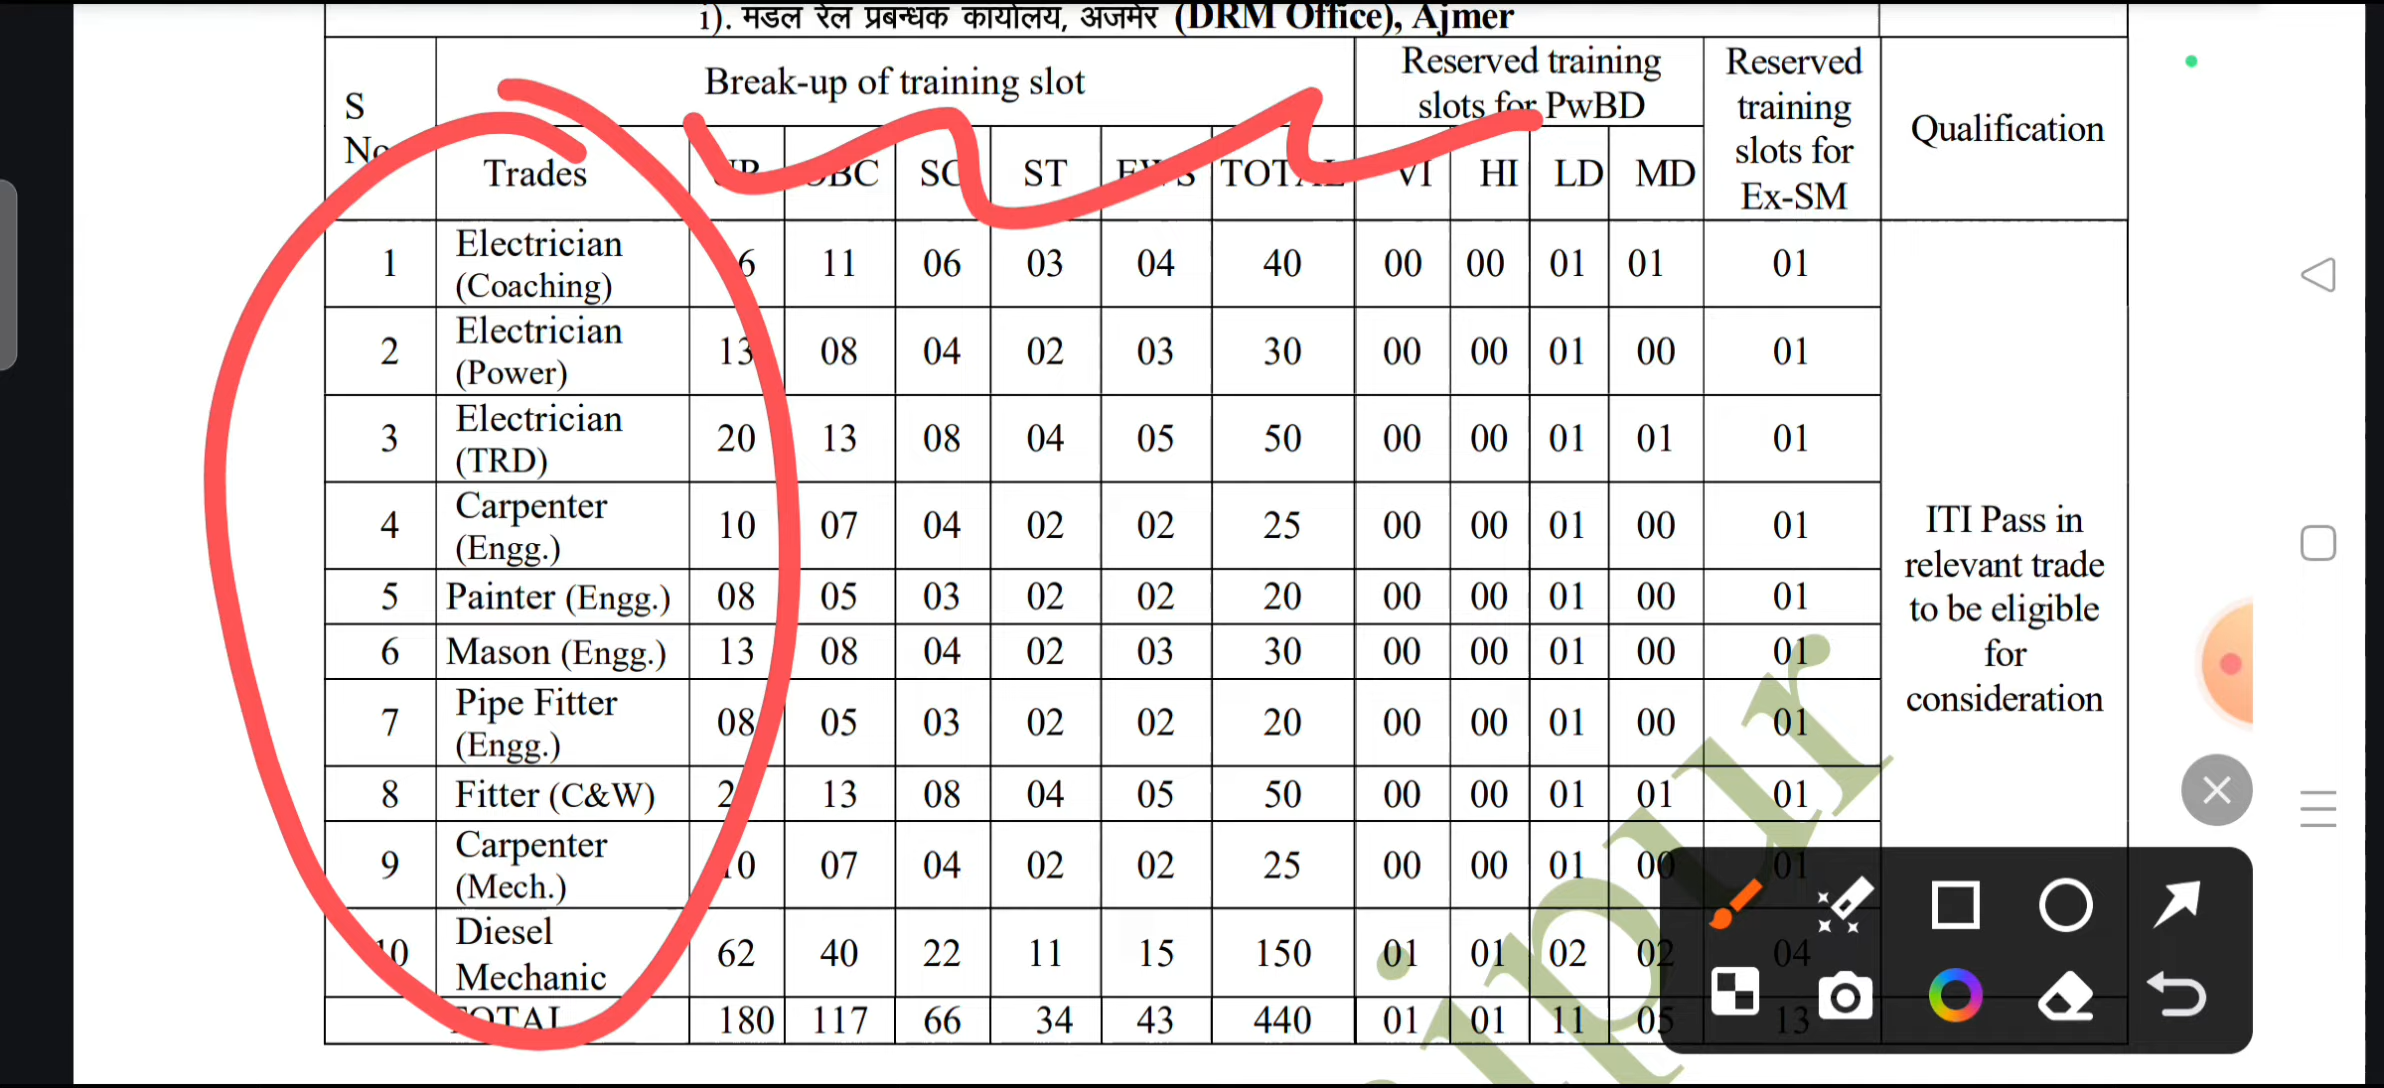 i). मंडल रेल प्रबन्धक कार्यालय, अजमेर (DRM Office), Ajmer
S No Trades Break-up of training slot Reserved training slots for PwBD Reserved training slots for Ex-SM Qualification
OBC SC ST EWS TOTAL VI HI LD MD
1 Electrician (Coaching) 6 11 06 03 04 40 00 00 01 01 01
2 Electrician (Power) 13 08 04 02 03 30 00 00 01 00 01
3 Electrician (TRD) 20 13 08 04 05 50 00 00 01 01 01
4 Carpenter (Engg.) 10 07 04 02 02 25 00 00 01 00 01
5 Painter (Engg.) 08 05 03 02 02 20 00 00 01 00 01
6 Mason (Engg.) 13 08 04 02 03 30 00 00 01 00 01
7 Pipe Fitter (Engg.) 08 05 03 02 02 20 00 00 01 00 01
8 Fitter (C&W) 2 13 08 04 05 50 00 00 01 01 01
9 Carpenter (Mech.) 10 07 04 02 02 25 00 00 01 00 01
10 Diesel Mechanic 62 40 22 11 15 150 01 01 02 02 04
TOTAL 180 117 66 34 43 440 01 01 11 05 13
ITI Pass in
relevant trade
to be eligible
for
consideration
ipur